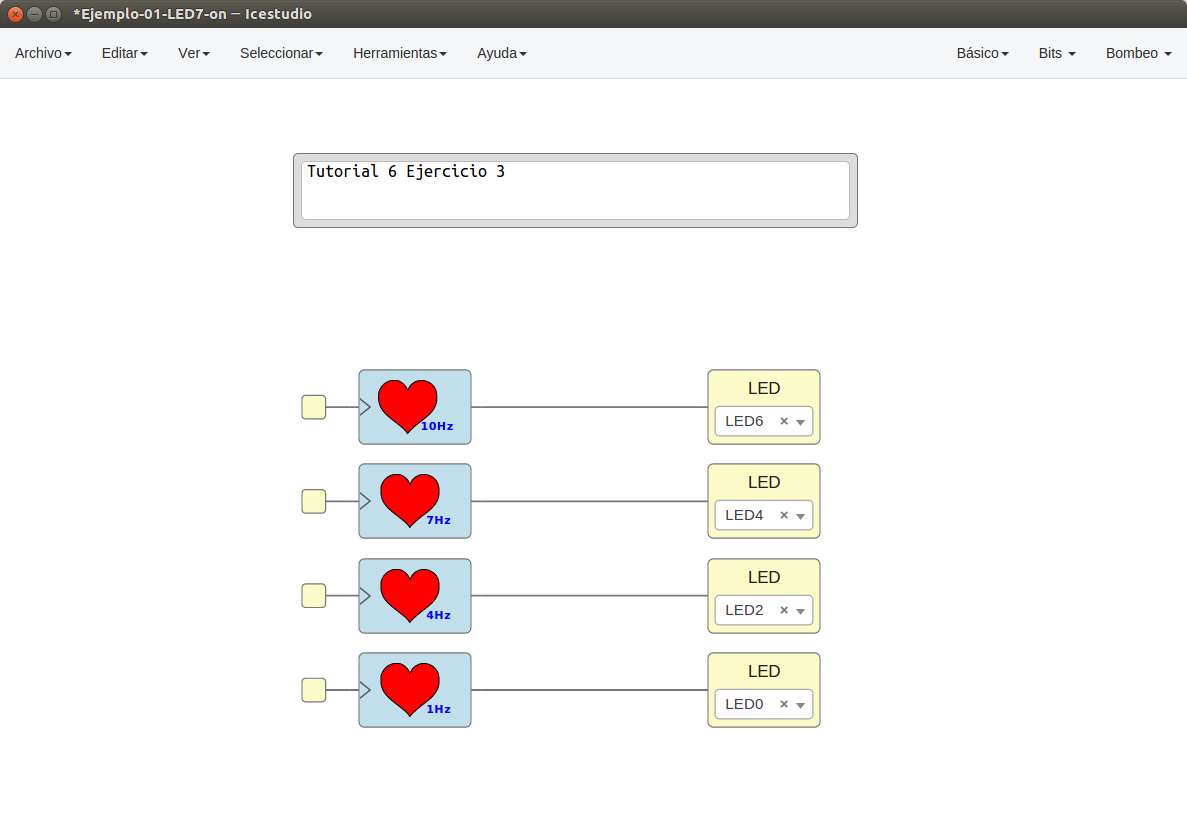 *Ejemplo-01-LED7-on — Icestudio
Archivo Editar Ver Seleccionar Herramientas Ayuda Básico Bits Bombeo
Tutorial 6 Ejercicio 3
10Hz
LED
LED6 ×
7Hz
LED
LED4 ×
4Hz
LED
LED2 ×
1Hz
LED
LED0 ×